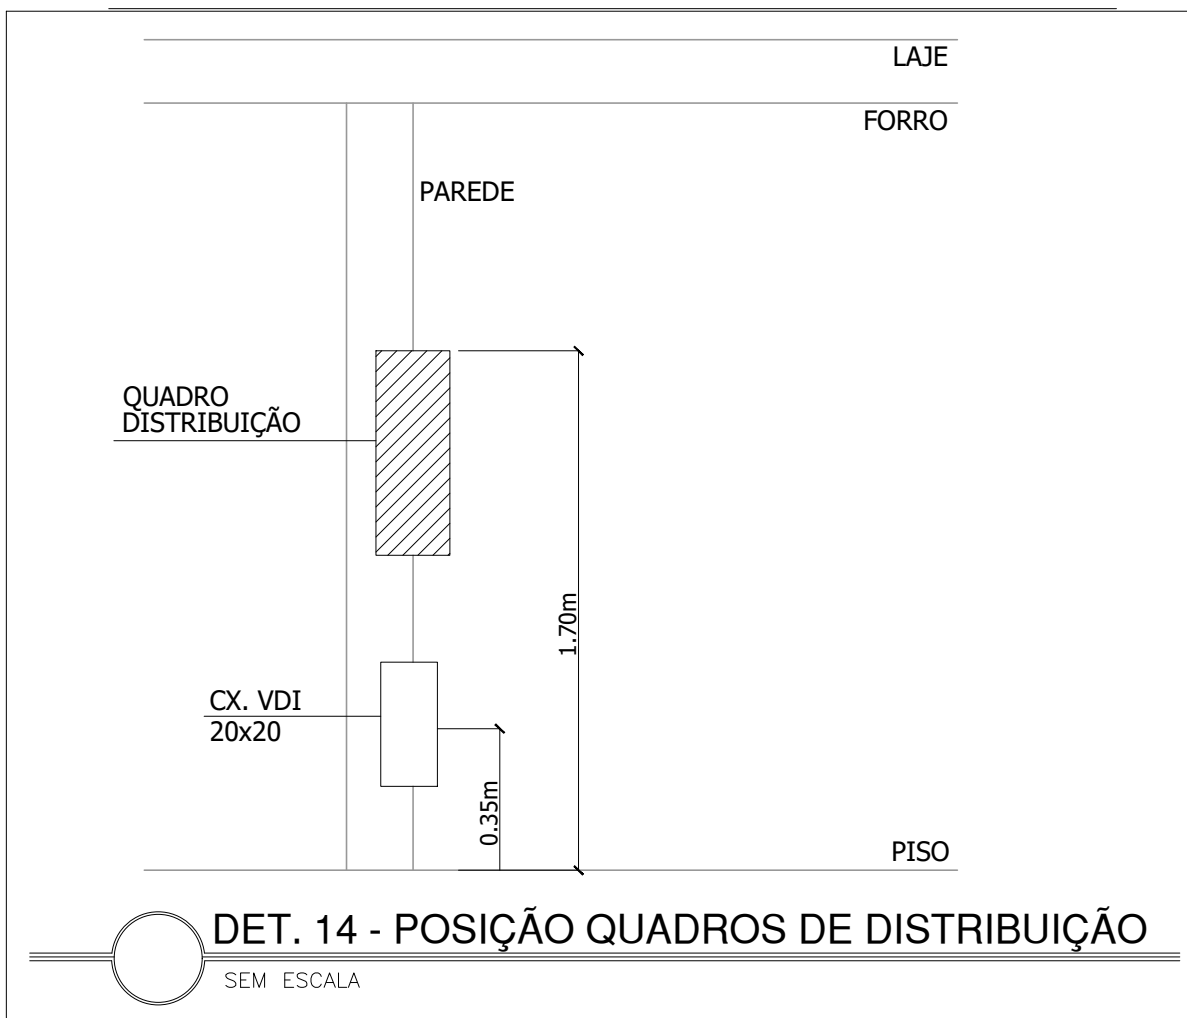 LAJE
FORRO
PAREDE
QUADRO
DISTRIBUIÇÃO
1.70m
CX. VDI
20x20
0.35m
PISO
DET. 14 - POSIÇÃO QUADROS DE DISTRIBUIÇÃO
SEM ESCALA